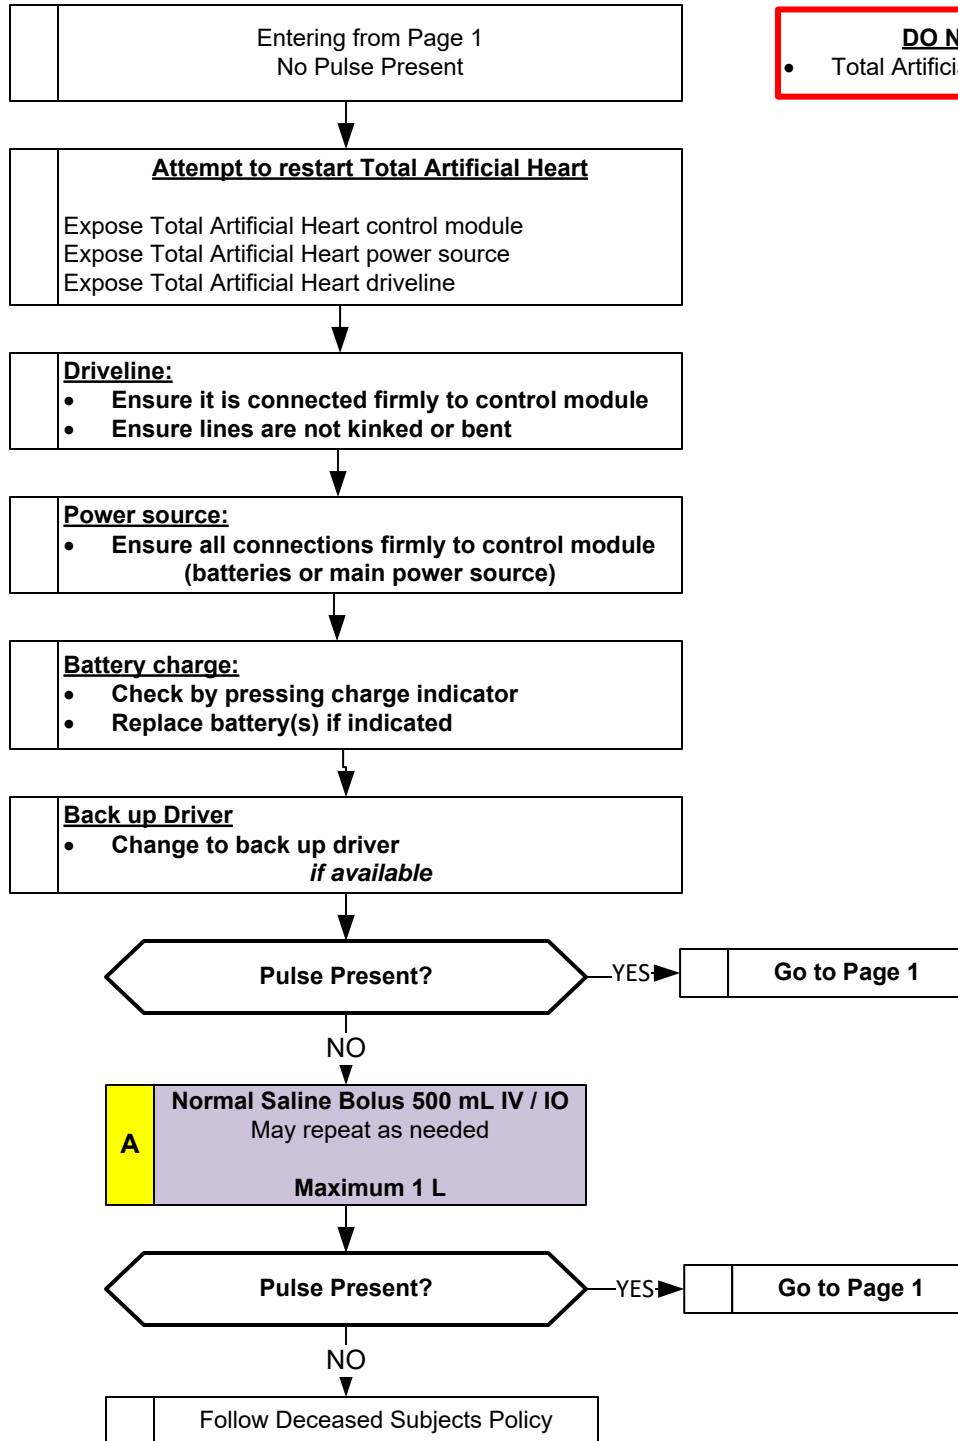 Entering from Page 1
No Pulse Present
DO N
• Total Artificia
Attempt to restart Total Artificial Heart
Expose Total Artificial Heart control module
Expose Total Artificial Heart power source
Expose Total Artificial Heart driveline
Driveline:
• Ensure it is connected firmly to control module
• Ensure lines are not kinked or bent
Power source:
• Ensure all connections firmly to control module
(batteries or main power source)
Battery charge:
• Check by pressing charge indicator
• Replace battery(s) if indicated
Back up Driver
• Change to back up driver
if available
Pulse Present?
YES
Go to Page 1
NO
A
Normal Saline Bolus 500 mL IV / IO
May repeat as needed
Maximum 1 L
Pulse Present?
YES
Go to Page 1
NO
Follow Deceased Subjects Policy